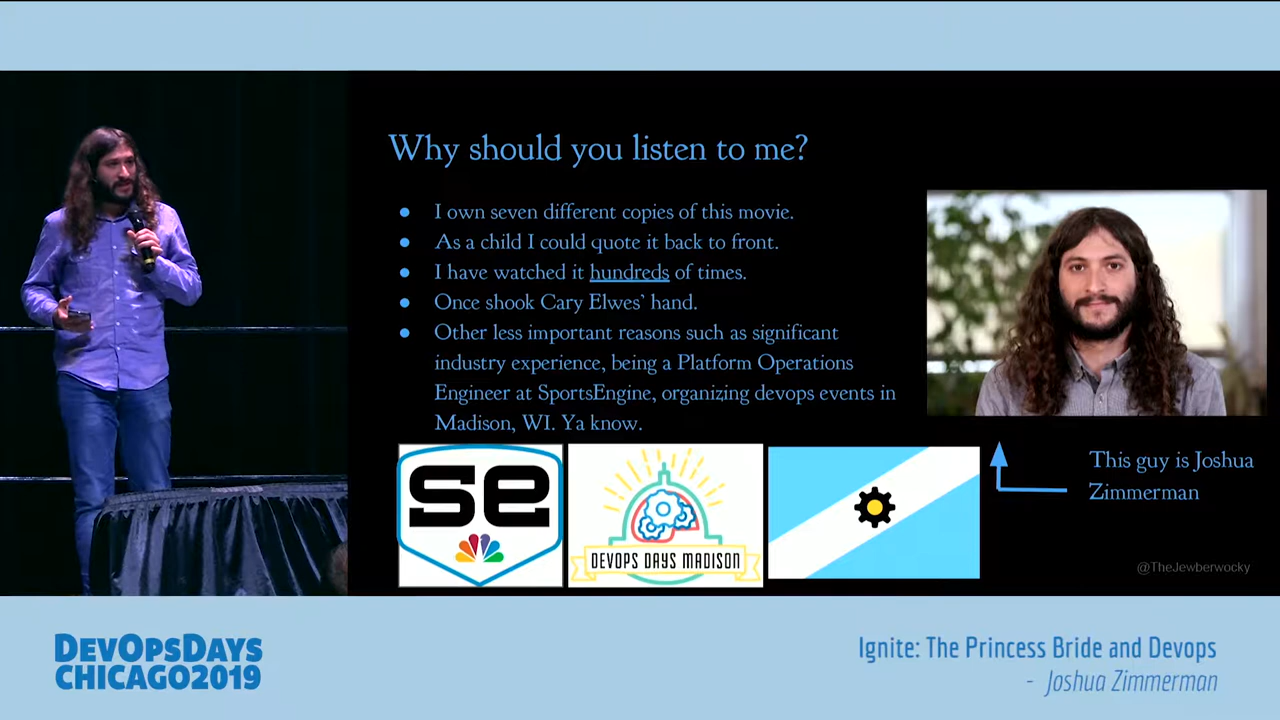 Why should you listen to me?
● I own seven different copies of this movie.
● As a child I could quote it back to front.
● I have watched it hundreds of times.
● Once shook Cary Elwes' hand.
● Other less important reasons such as significant
industry experience, being a Platform Operations
Engineer at SportsEngine, organizing devops events in
Madison, WI. Ya know.
se
DEVOPS DAYS MADISON
This guy is Joshua
Zimmerman
@TheJewberwocky
DEVOPSDAYS
CHICAGO2019
Ignite: The Princess Bride and Devops
- Joshua Zimmerman